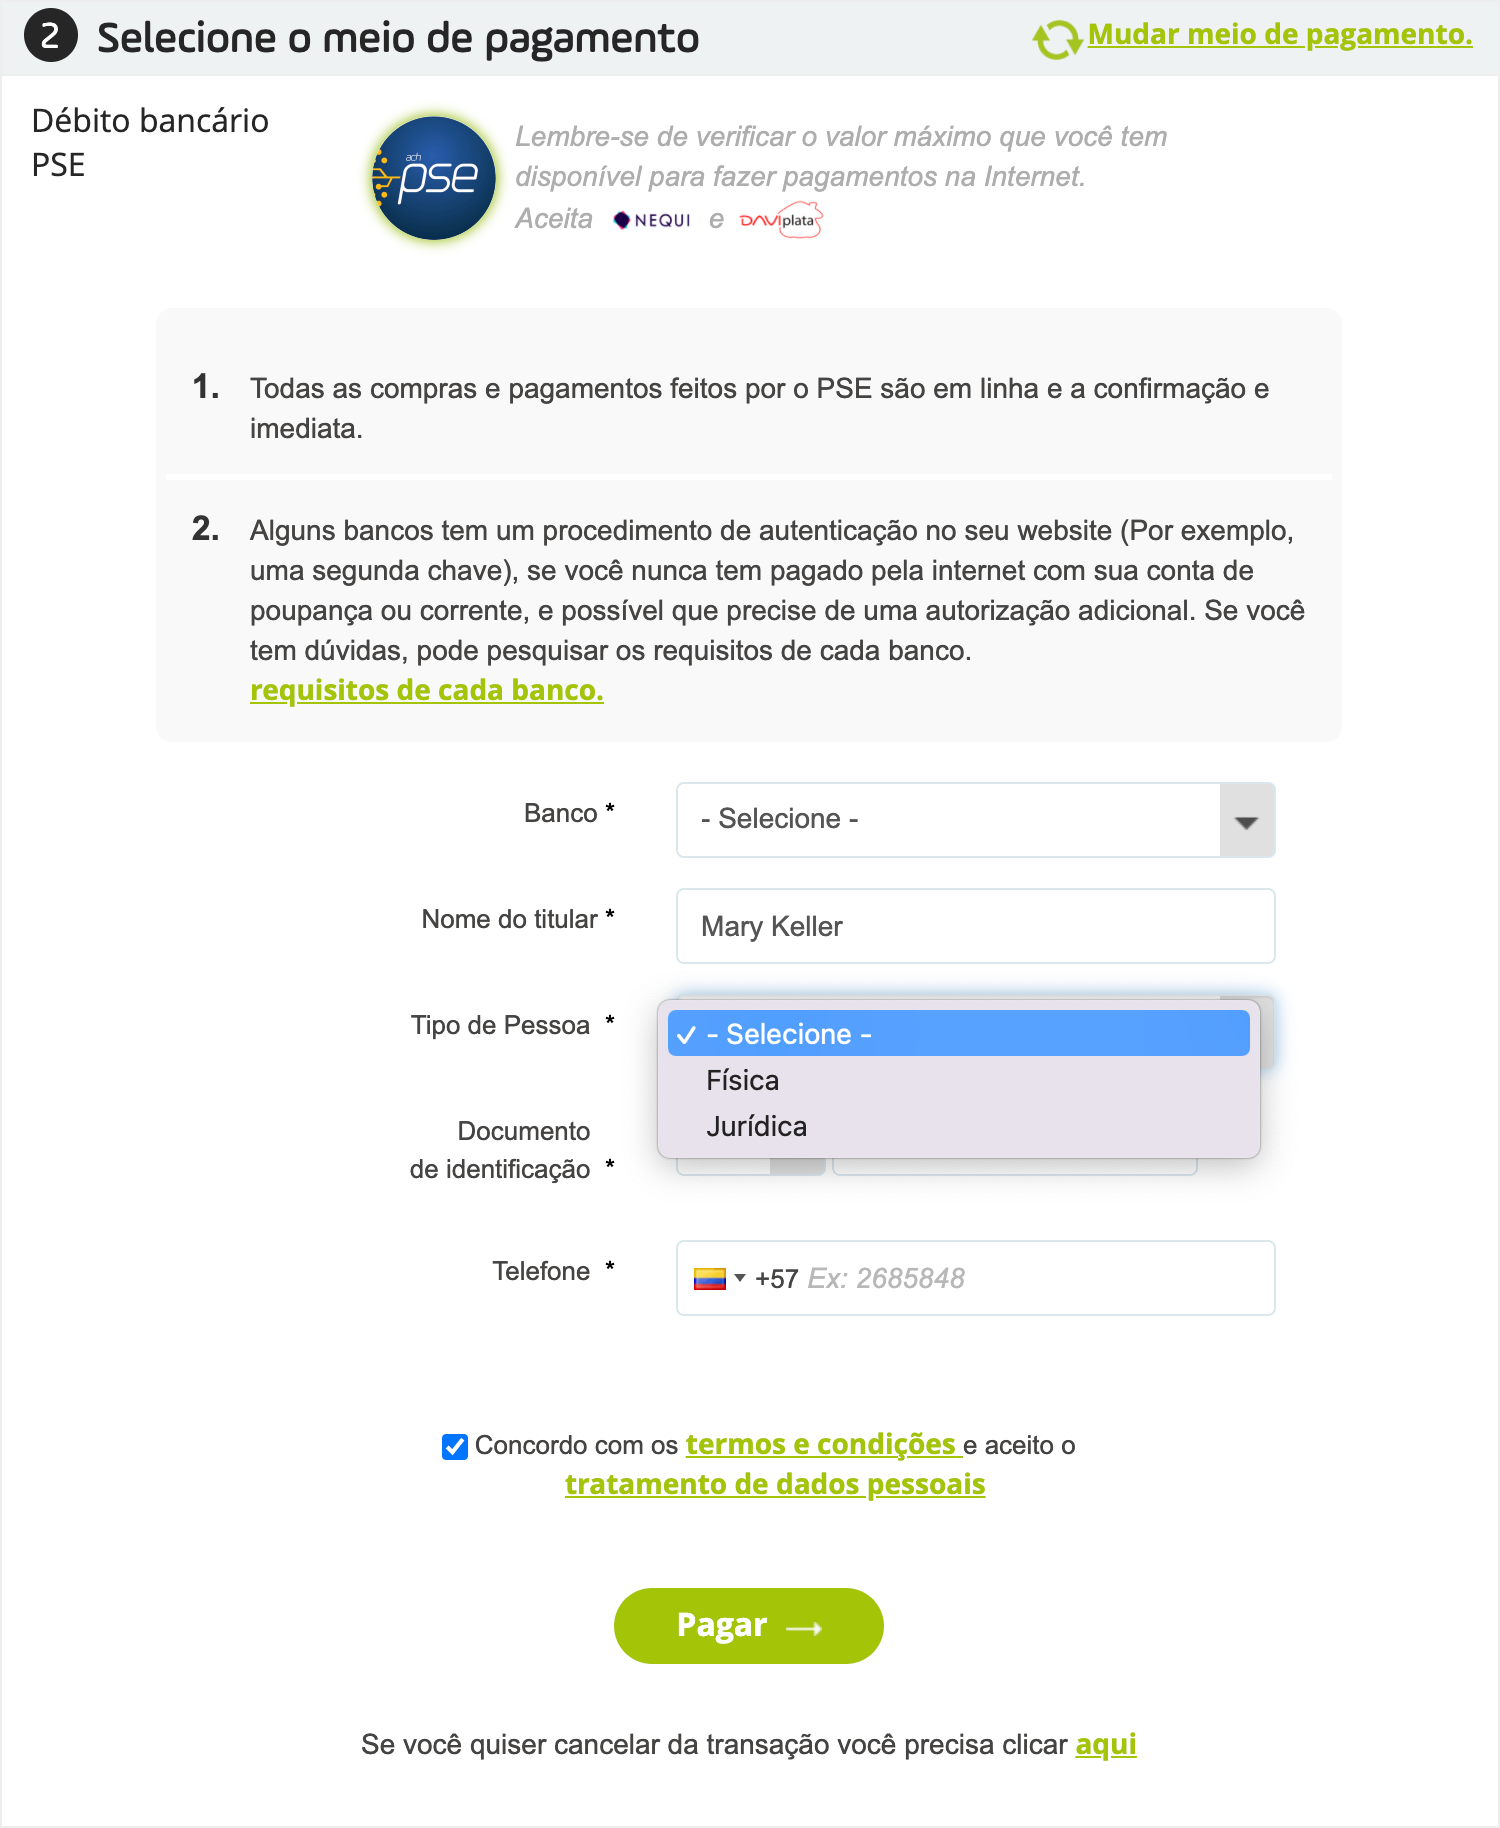 2 Selecione o meio de pagamento
Mudar meio de pagamento.
Débito bancário
PSE
ach
pse
Lembre-se de verificar o valor máximo que você tem
disponível para fazer pagamentos na Internet.
Aceita NEQUI e DAVIplata
1. Todas as compras e pagamentos feitos por o PSE são em linha e a confirmação e
imediata.
2. Alguns bancos tem um procedimento de autenticação no seu website (Por exemplo,
uma segunda chave), se você nunca tem pagado pela internet com sua conta de
poupança ou corrente, e possível que precise de uma autorização adicional. Se você
tem dúvidas, pode pesquisar os requisitos de cada banco.
requisitos de cada banco.
Banco * - Selecione -
Nome do titular * Mary Keller
Tipo de Pessoa * ✓ - Selecione -
Física
Jurídica
Documento
de identificação *
Telefone * +57 Ex: 2685848
Concordo com os termos e condições e aceito o
tratamento de dados pessoais
Pagar →
Se você quiser cancelar da transação você precisa clicar aqui